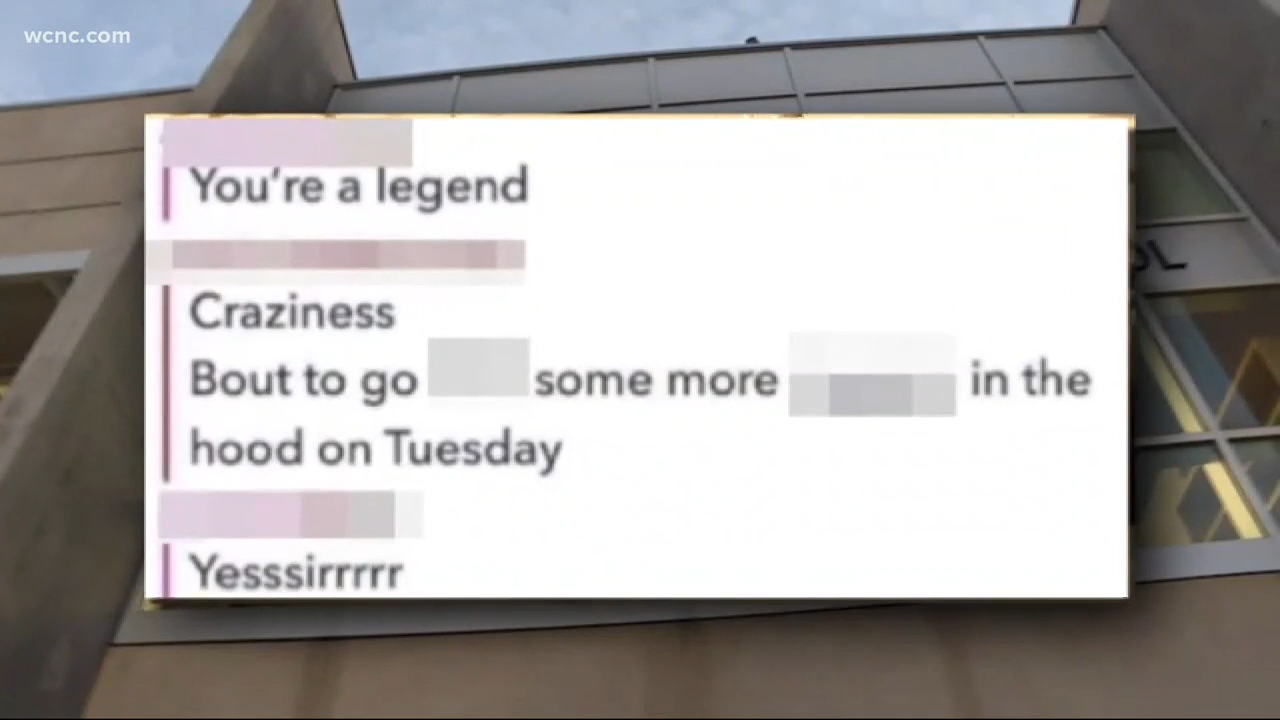 wcnc.com
You're a legend
Craziness
Bout to go some more in the
hood on Tuesday
Yesssirrrrr